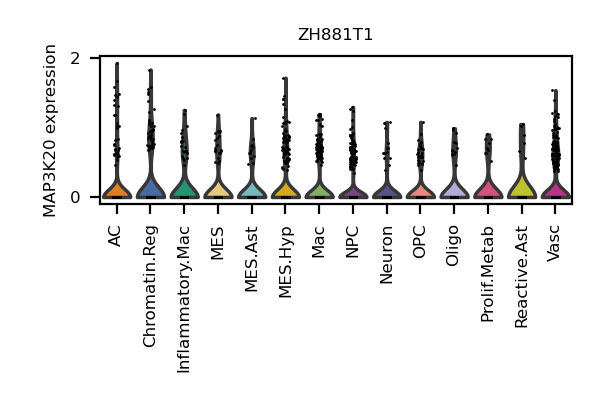 ZH881T1
MAP3K20 expression
2
0
AC
Chromatin.Reg
Inflammatory.Mac
MES
MES.Ast
MES.Hyp
Mac
NPC
Neuron
OPC
Oligo
Prolif.Metab
Reactive.Ast
Vasc